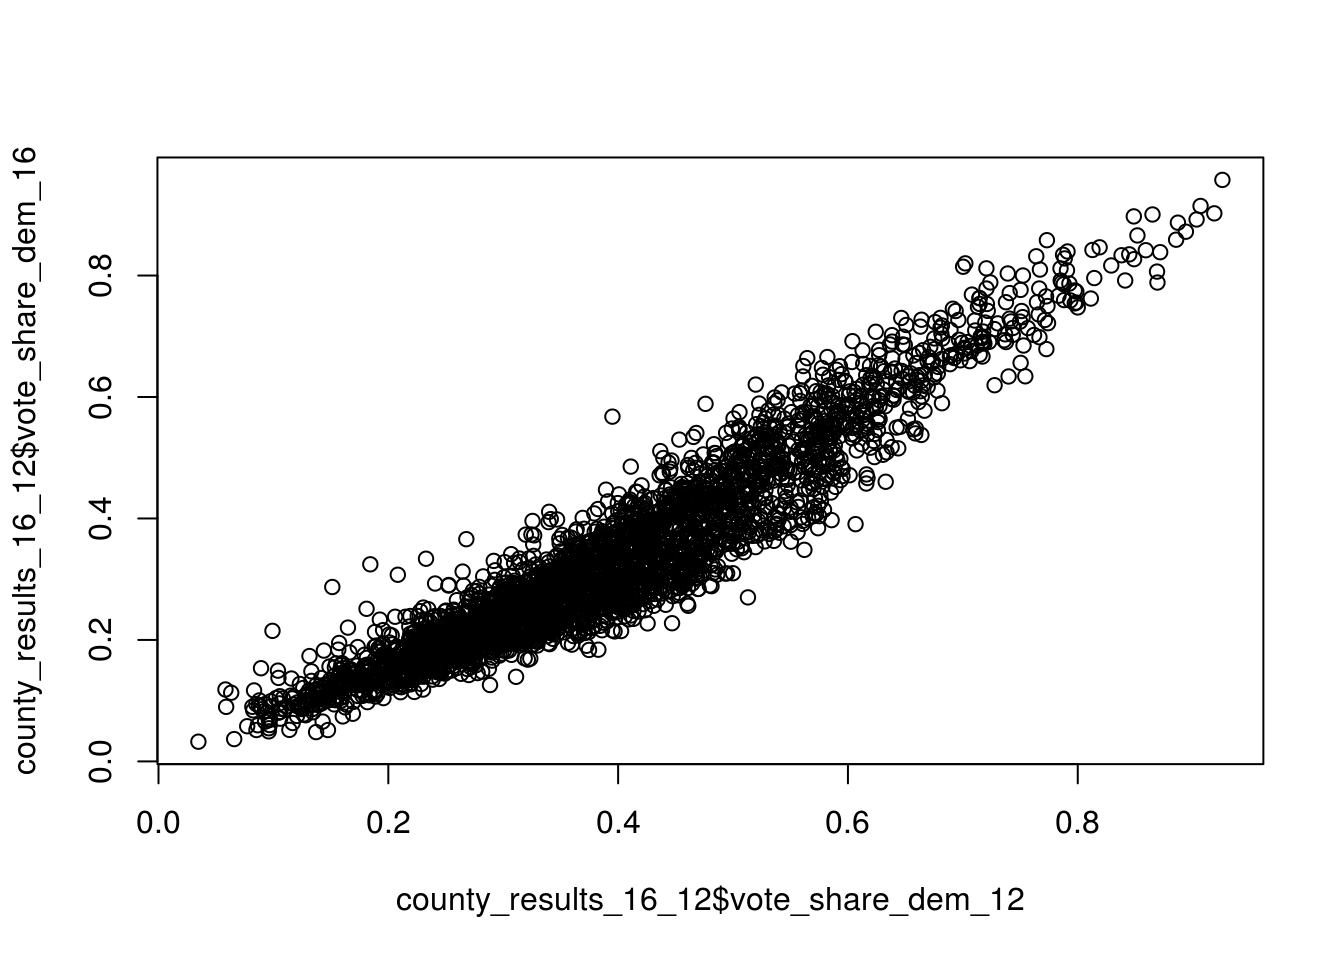 county_results_16_12$vote_share_dem_16
0.8
0.6
0.4
0.2
0.0
0.0 0.2 0.4 0.6 0.8
county_results_16_12$vote_share_dem_12